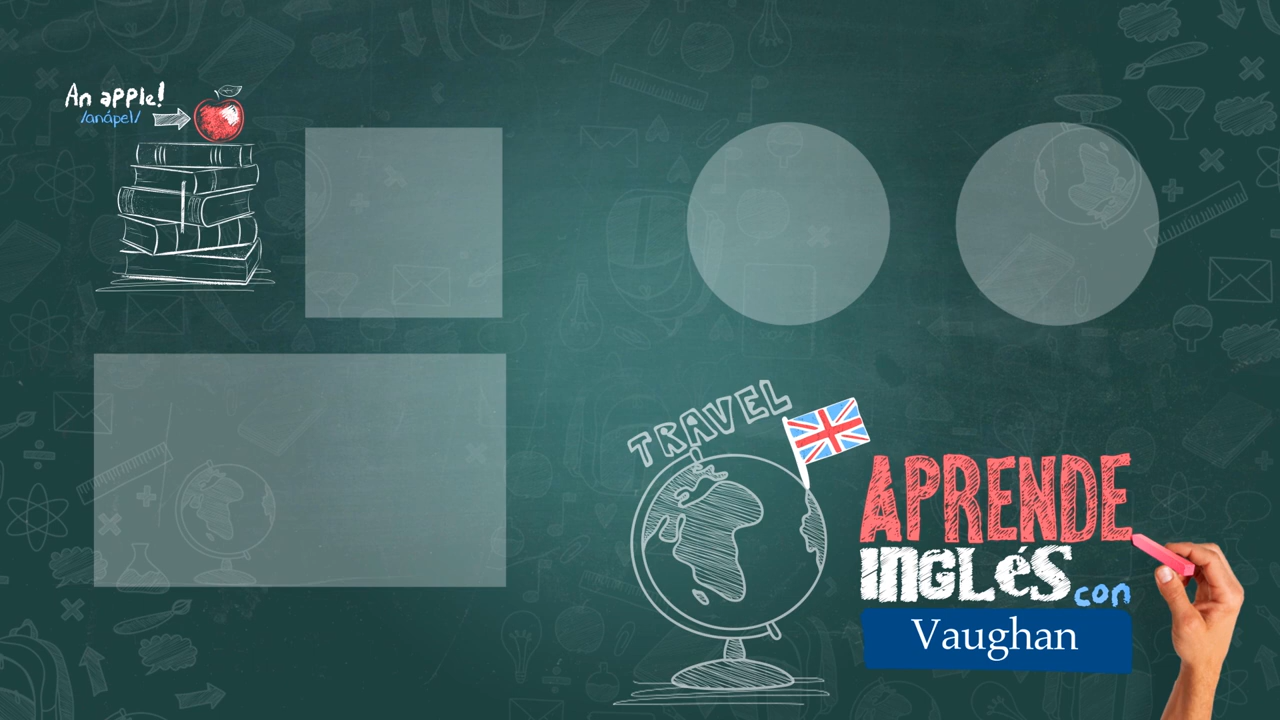 An apple!
/anápel/
TRAVEL
APRENDE
INGLéS con
Vaughan